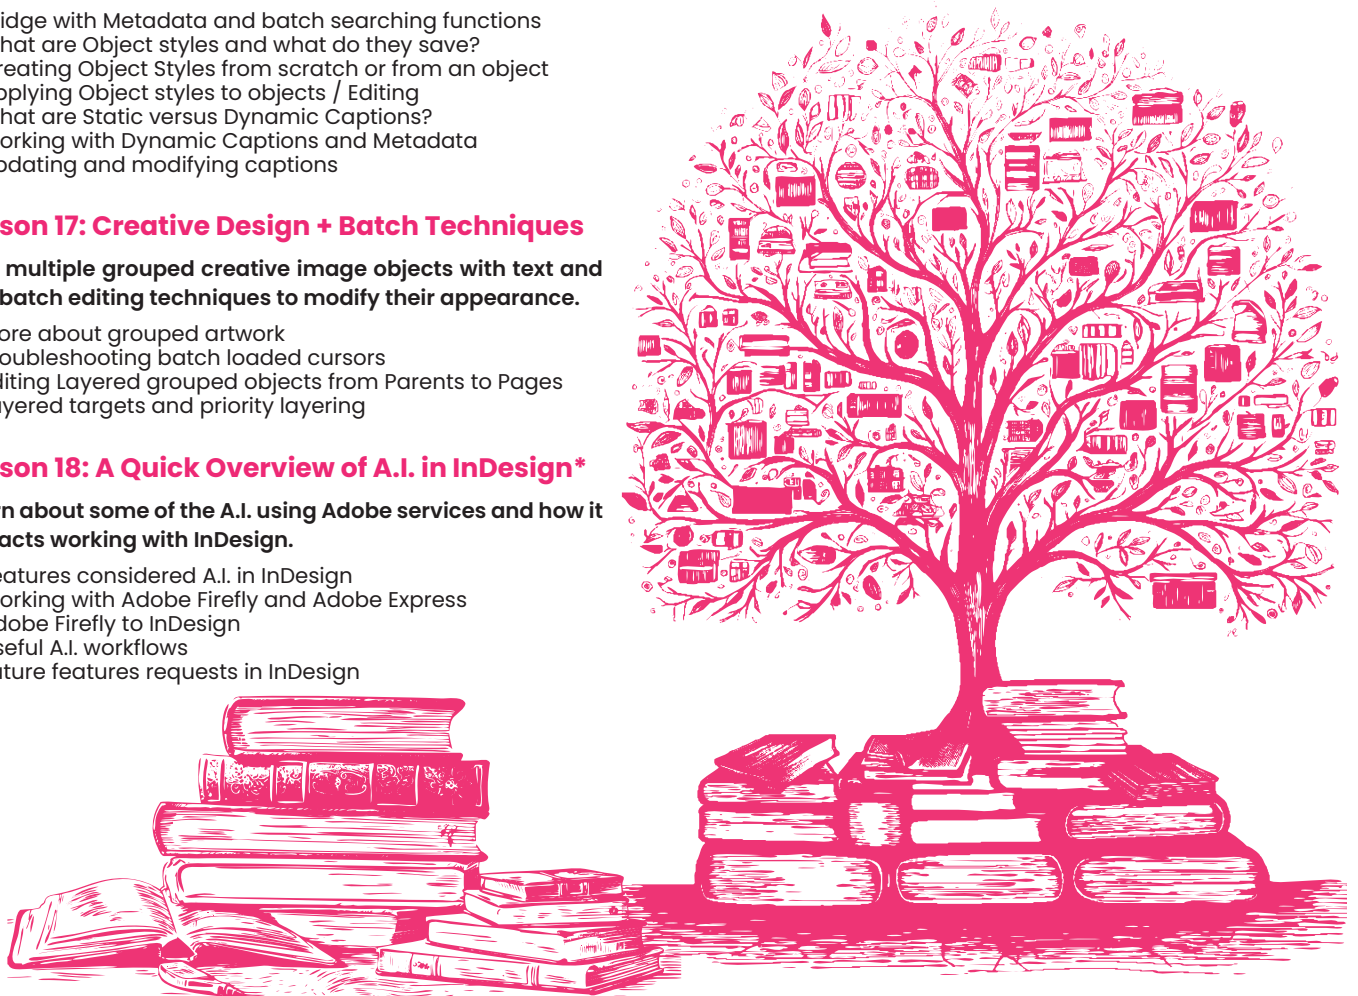 idge with Metadata and batch searching functions
hat are Object styles and what do they save?
reating Object Styles from scratch or from an object
pplying Object styles to objects / Editing
hat are Static versus Dynamic Captions?
orking with Dynamic Captions and Metadata
pdating and modifying captions
son 17: Creative Design + Batch Techniques
multiple grouped creative image objects with text and
batch editing techniques to modify their appearance.
ore about grouped artwork
oubleshooting batch loaded cursors
diting Layered grouped objects from Parents to Pages
ayered targets and priority layering
son 18: A Quick Overview of A.I. in InDesign*
rn about some of the A.I. using Adobe services and how it
acts working with InDesign.
eatures considered A.I. in InDesign
orking with Adobe Firefly and Adobe Express
dobe Firefly to InDesign
seful A.I. workflows
uture features requests in InDesign